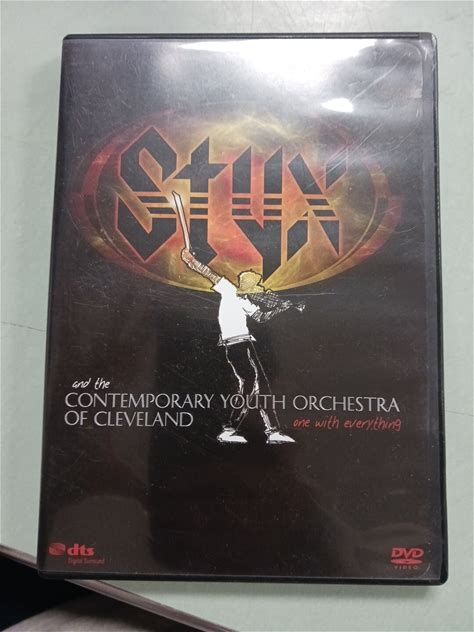 Styx
and the
CONTEMPORARY YOUTH ORCHESTRA
OF CLEVELAND one with everything
dts DVD
Digital Surround VIDEO